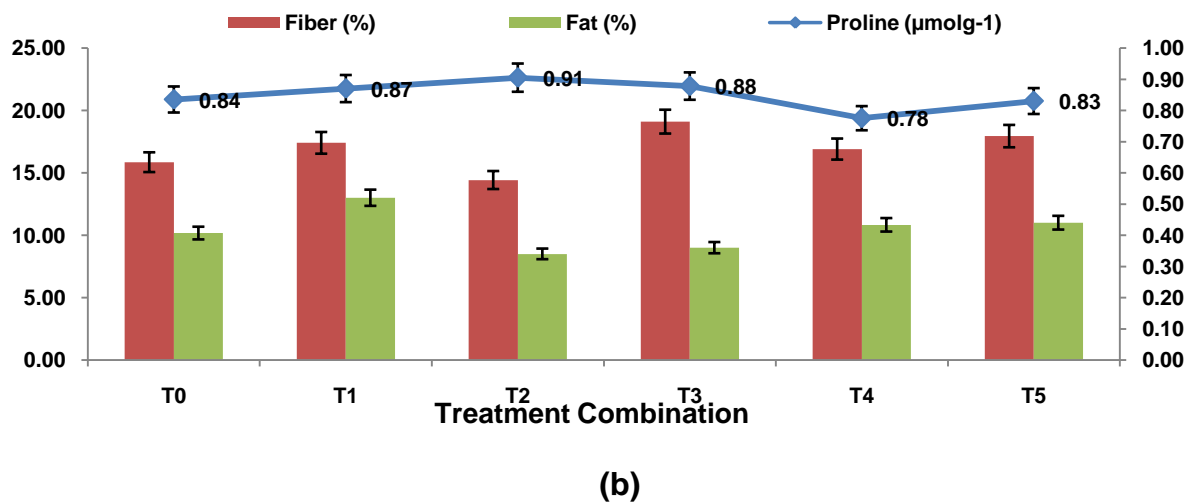 Fiber (%) Fat (%) Proline (µmolg-1)
25.00 1.00
0.90
20.00 0.80
0.70
15.00 0.60
0.50
10.00 0.40
0.30
5.00 0.20
0.10
0.00 0.00
0.84 0.87 0.91 0.88 0.78 0.83
T0 T1 T2 T3 T4 T5
Treatment Combination
(b)